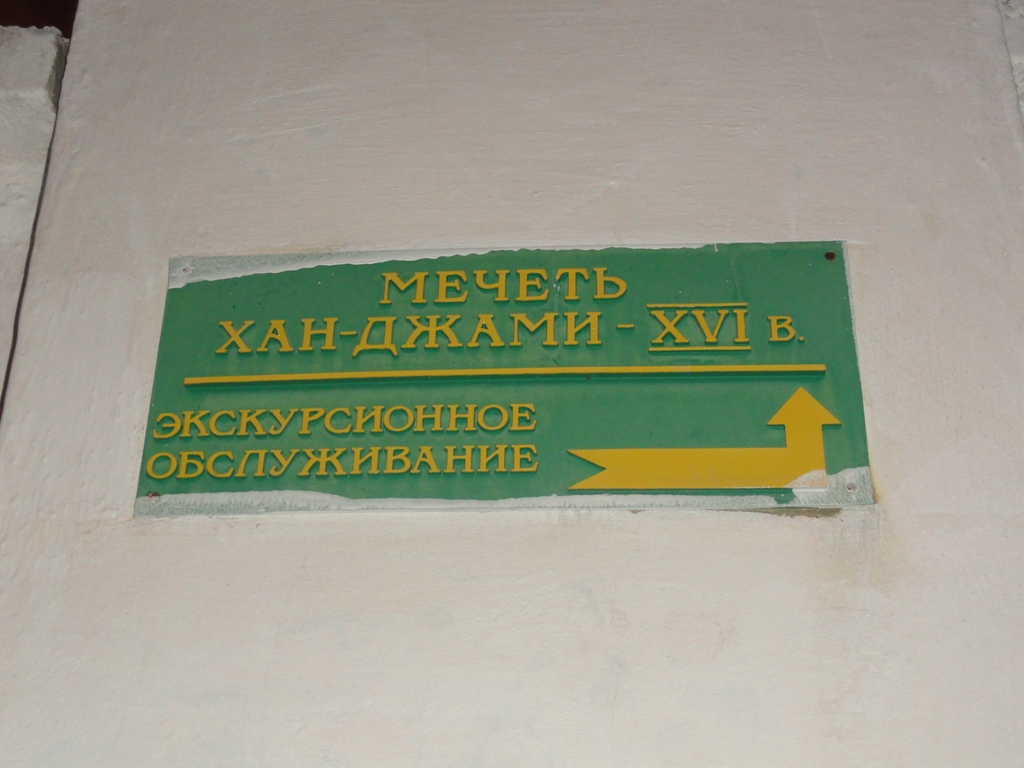 МЕЧЕТЬ
ХАН-ДЖАМИ - XVI В.
ЭКСКУРСИОННОЕ
ОБСЛУЖИВАНИЕ